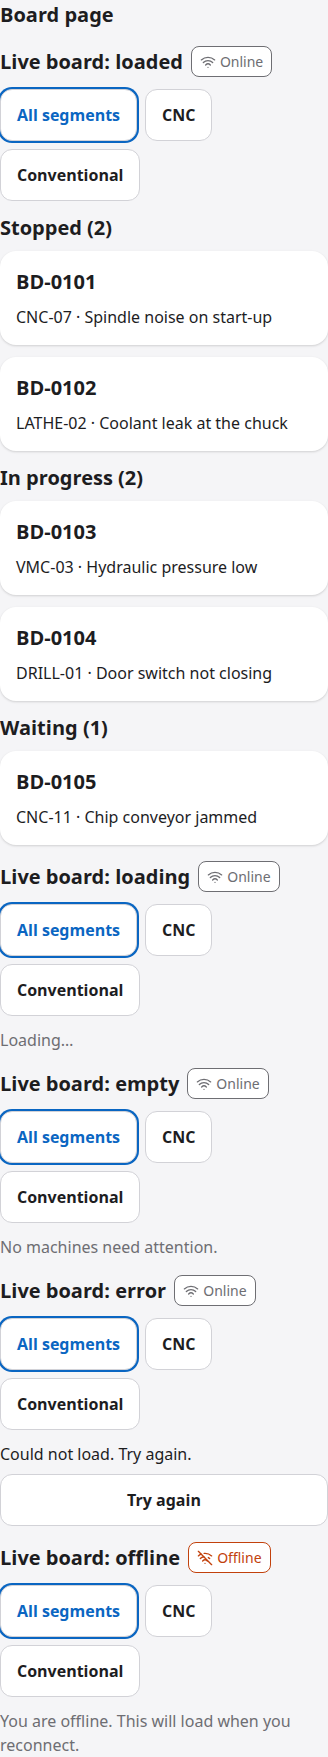 Board page
Live board: loaded Online
All segments CNC
Conventional
Stopped (2)
BD-0101
CNC-07 · Spindle noise on start-up
BD-0102
LATHE-02 · Coolant leak at the chuck
In progress (2)
BD-0103
VMC-03 · Hydraulic pressure low
BD-0104
DRILL-01 · Door switch not closing
Waiting (1)
BD-0105
CNC-11 · Chip conveyor jammed
Live board: loading Online
All segments CNC
Conventional
Loading...
Live board: empty Online
All segments CNC
Conventional
No machines need attention.
Live board: error Online
All segments CNC
Conventional
Could not load. Try again.
Try again
Live board: offline Offline
All segments CNC
Conventional
You are offline. This will load when you
reconnect.